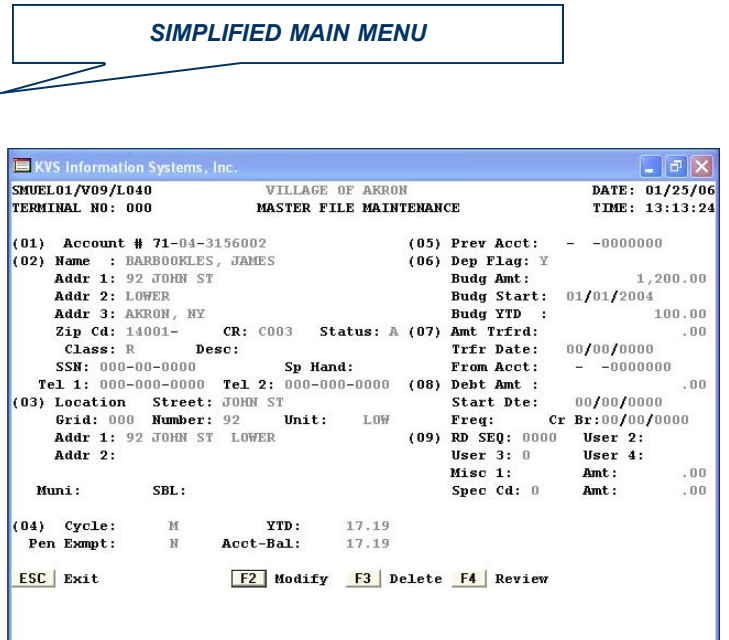 SIMPLIFIED MAIN MENU
KVS Information Systems, Inc.
SMUEL01/V09/L040 VILLAGE OF AKRON DATE: 01/25/06
TERMINAL NO: 000 MASTER FILE MAINTENANCE TIME: 13:13:24
(01) Account # 71-04-3156002 (05) Prev Acct: - -0000000
(02) Name : BARBOOKLES, JAMES (06) Dep Flag: Y
Addr 1: 92 JOHN ST Budg Amt: 1,200.00
Addr 2: LOWER Budg Start: 01/01/2004
Addr 3: AKRON, NY Budg YTD : 100.00
Zip Cd: 14001- CR: C003 Status: A (07) Amt Trfrd: .00
Class: R Desc: Trfr Date: 00/00/0000
SSN: 000-00-0000 Sp Hand: From Acct: - -0000000
Tel 1: 000-000-0000 Tel 2: 000-000-0000 (08) Debt Amt : .00
(03) Location Street: JOHN ST Start Dte: 00/00/0000
Grid: 000 Number: 92 Unit: LOW Freq: Cr Br:00/00/0000
Addr 1: 92 JOHN ST LOWER (09) RD SEQ: 0000 User 2:
Addr 2: User 3: 0 User 4:
Misc 1: Amt: .00
Muni: SBL: Spec Cd: 0 Amt: .00
(04) Cycle: M YTD: 17.19
Pen Exmpt: N Acct-Bal: 17.19
ESC Exit F2 Modify F3 Delete F4 Review